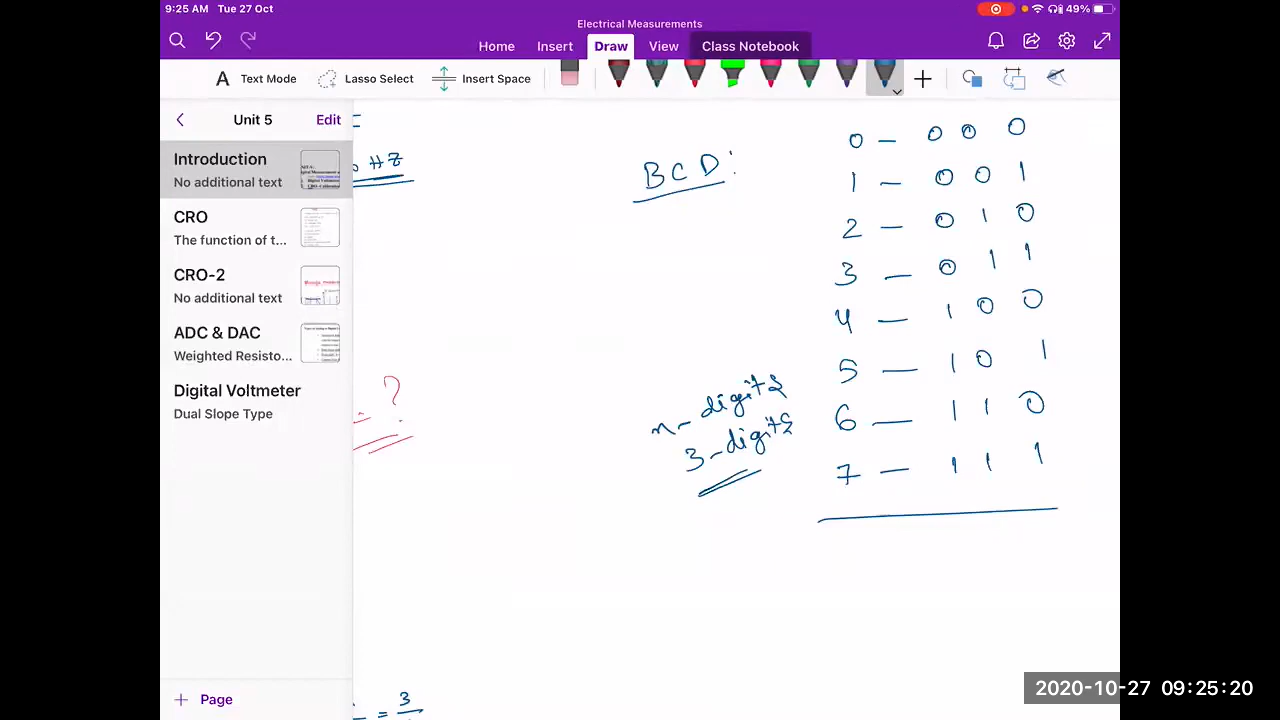 9:25 AM Tue 27 Oct
49%
Electrical Measurements
Home Insert Draw View Class Notebook
Text Mode Lasso Select Insert Space
Unit 5 Edit
Introduction
No additional text
CRO
The function of t...
CRO-2
No additional text
ADC & DAC
Weighted Resisto...
Digital Voltmeter
Dual Slope Type
+ Page
HZ
?
= 3
BCD:
n-digits
3-digits
0 — 0 0 0
1 — 0 0 1
2 — 0 1 0
3 — 0 1 1
4 — 1 0 0
5 — 1 0 1
6 — 1 1 0
7 — 1 1 1
2020-10-27 09:25:20